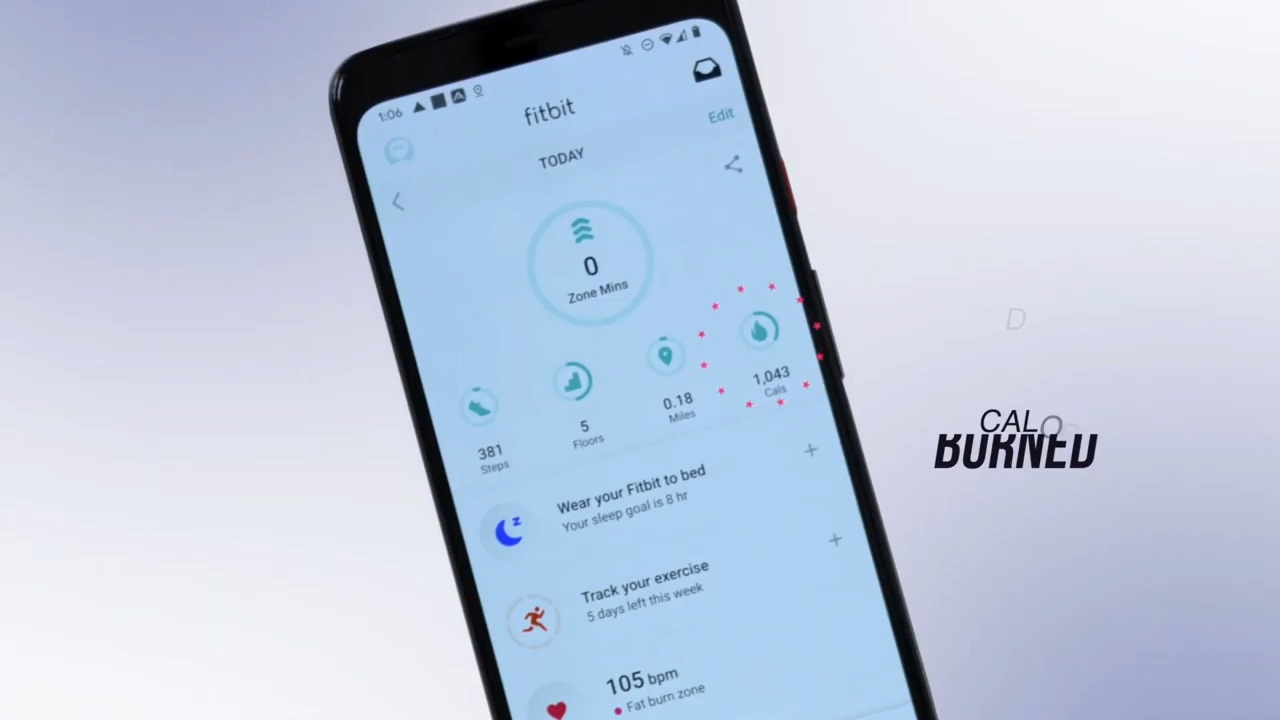 1:06
fitbit
Edit
TODAY
0
Zone Mins
381
Steps
5
Floors
0.18
Miles
1,043
Cals
Wear your Fitbit to bed
Your sleep goal is 8 hr
Track your exercise
5 days left this week
105 bpm
Fat burn zone
D
CALO
BURNED